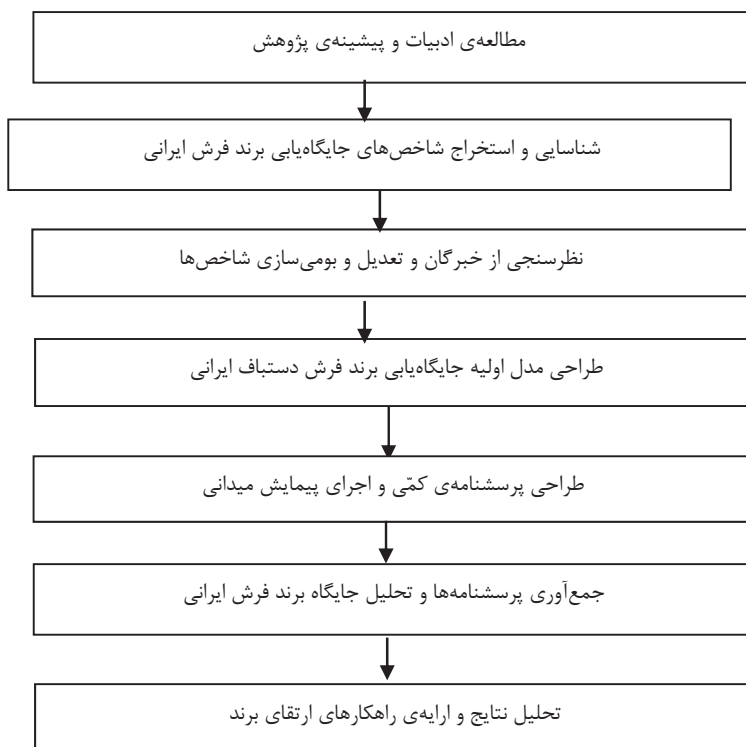 مطالعه‌ی ادبیات و پیشینه‌ی پژوهش
شناسایی و استخراج شاخص‌های جایگاه‌یابی برند فرش ایرانی
نظرسنجی از خبرگان و تعدیل و بومی‌سازی شاخص‌ها
طراحی مدل اولیه جایگاه‌یابی برند فرش دستباف ایرانی
طراحی پرسشنامه‌ی کمّی و اجرای پیمایش میدانی
جمع‌آوری پرسشنامه‌ها و تحلیل جایگاه برند فرش ایرانی
تحلیل نتایج و ارایه‌ی راهکارهای ارتقای برند